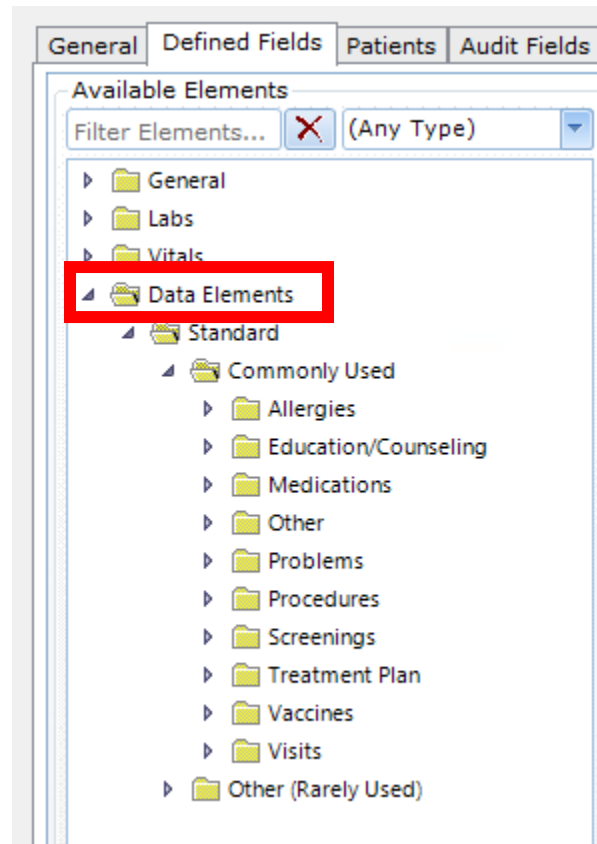 General Defined Fields Patients Audit Fields
Available Elements
Filter Elements... (Any Type)
General
Labs
Vitals
Data Elements
Standard
Commonly Used
Allergies
Education/Counseling
Medications
Other
Problems
Procedures
Screenings
Treatment Plan
Vaccines
Visits
Other (Rarely Used)